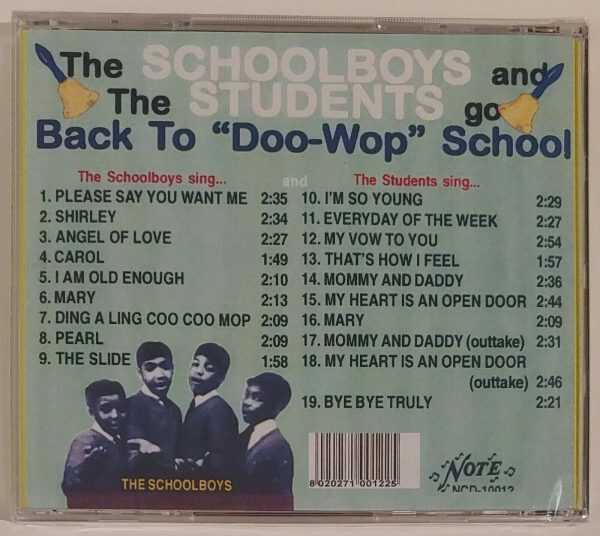 The SCHOOLBOYS and
The STUDENTS go
Back To “Doo-Wop” School
The Schoolboys sing... and The Students sing...
1. PLEASE SAY YOU WANT ME 2:35
2. SHIRLEY 2:34
3. ANGEL OF LOVE 2:27
4. CAROL 1:49
5. I AM OLD ENOUGH 2:10
6. MARY 2:13
7. DING A LING COO COO MOP 2:09
8. PEARL 2:09
9. THE SLIDE 1:58
10. I'M SO YOUNG 2:29
11. EVERYDAY OF THE WEEK 2:27
12. MY VOW TO YOU 2:54
13. THAT'S HOW I FEEL 1:57
14. MOMMY AND DADDY 2:36
15. MY HEART IS AN OPEN DOOR 2:44
16. MARY 2:09
17. MOMMY AND DADDY (outtake) 2:31
18. MY HEART IS AN OPEN DOOR
(outtake) 2:46
19. BYE BYE TRULY 2:21
THE SCHOOLBOYS
8 020271 001225
NOTE
NCD-10012